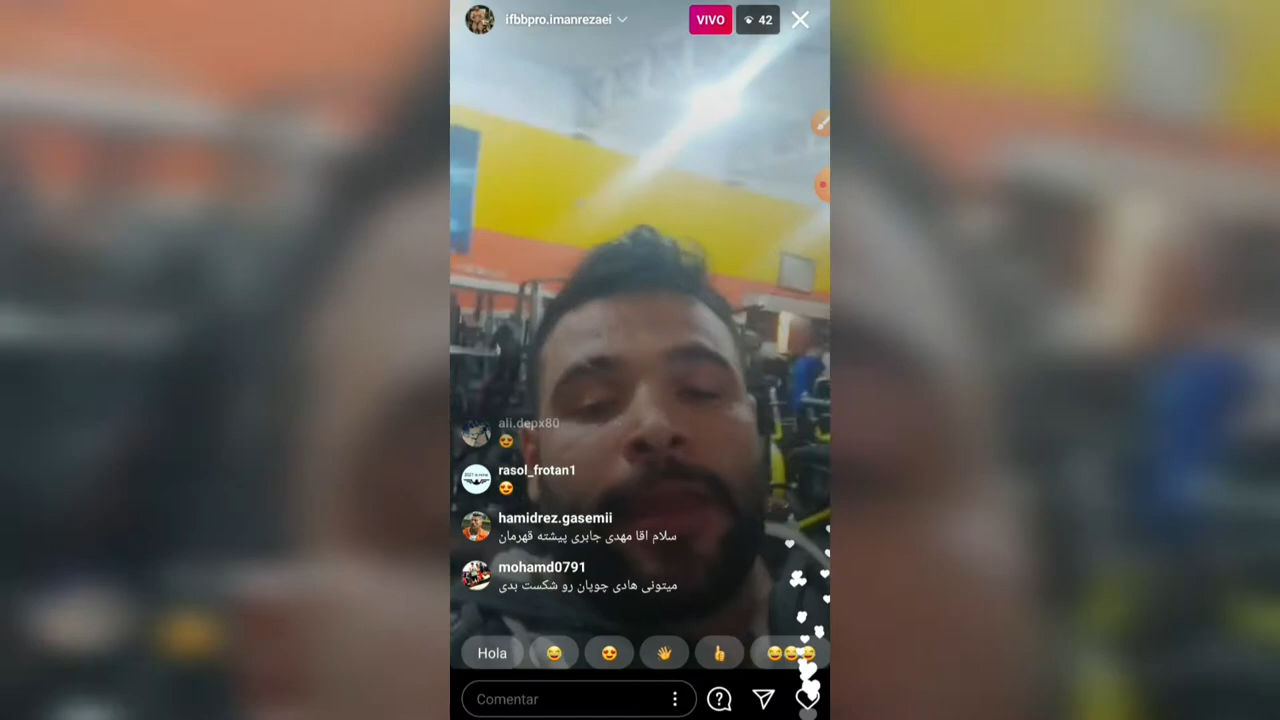 ifbbpro.imanrezaei
VIVO
42
ali.depx80
😍
rasol_frotan1
😍
hamidrez.gasemii
سلام اقا مهدی جابری پیشته قهرمان
mohamd0791
میتونی هادی چوپان رو شکست بدی
Hola 😂 😍 👋 👍 😂😂😂
Comentar